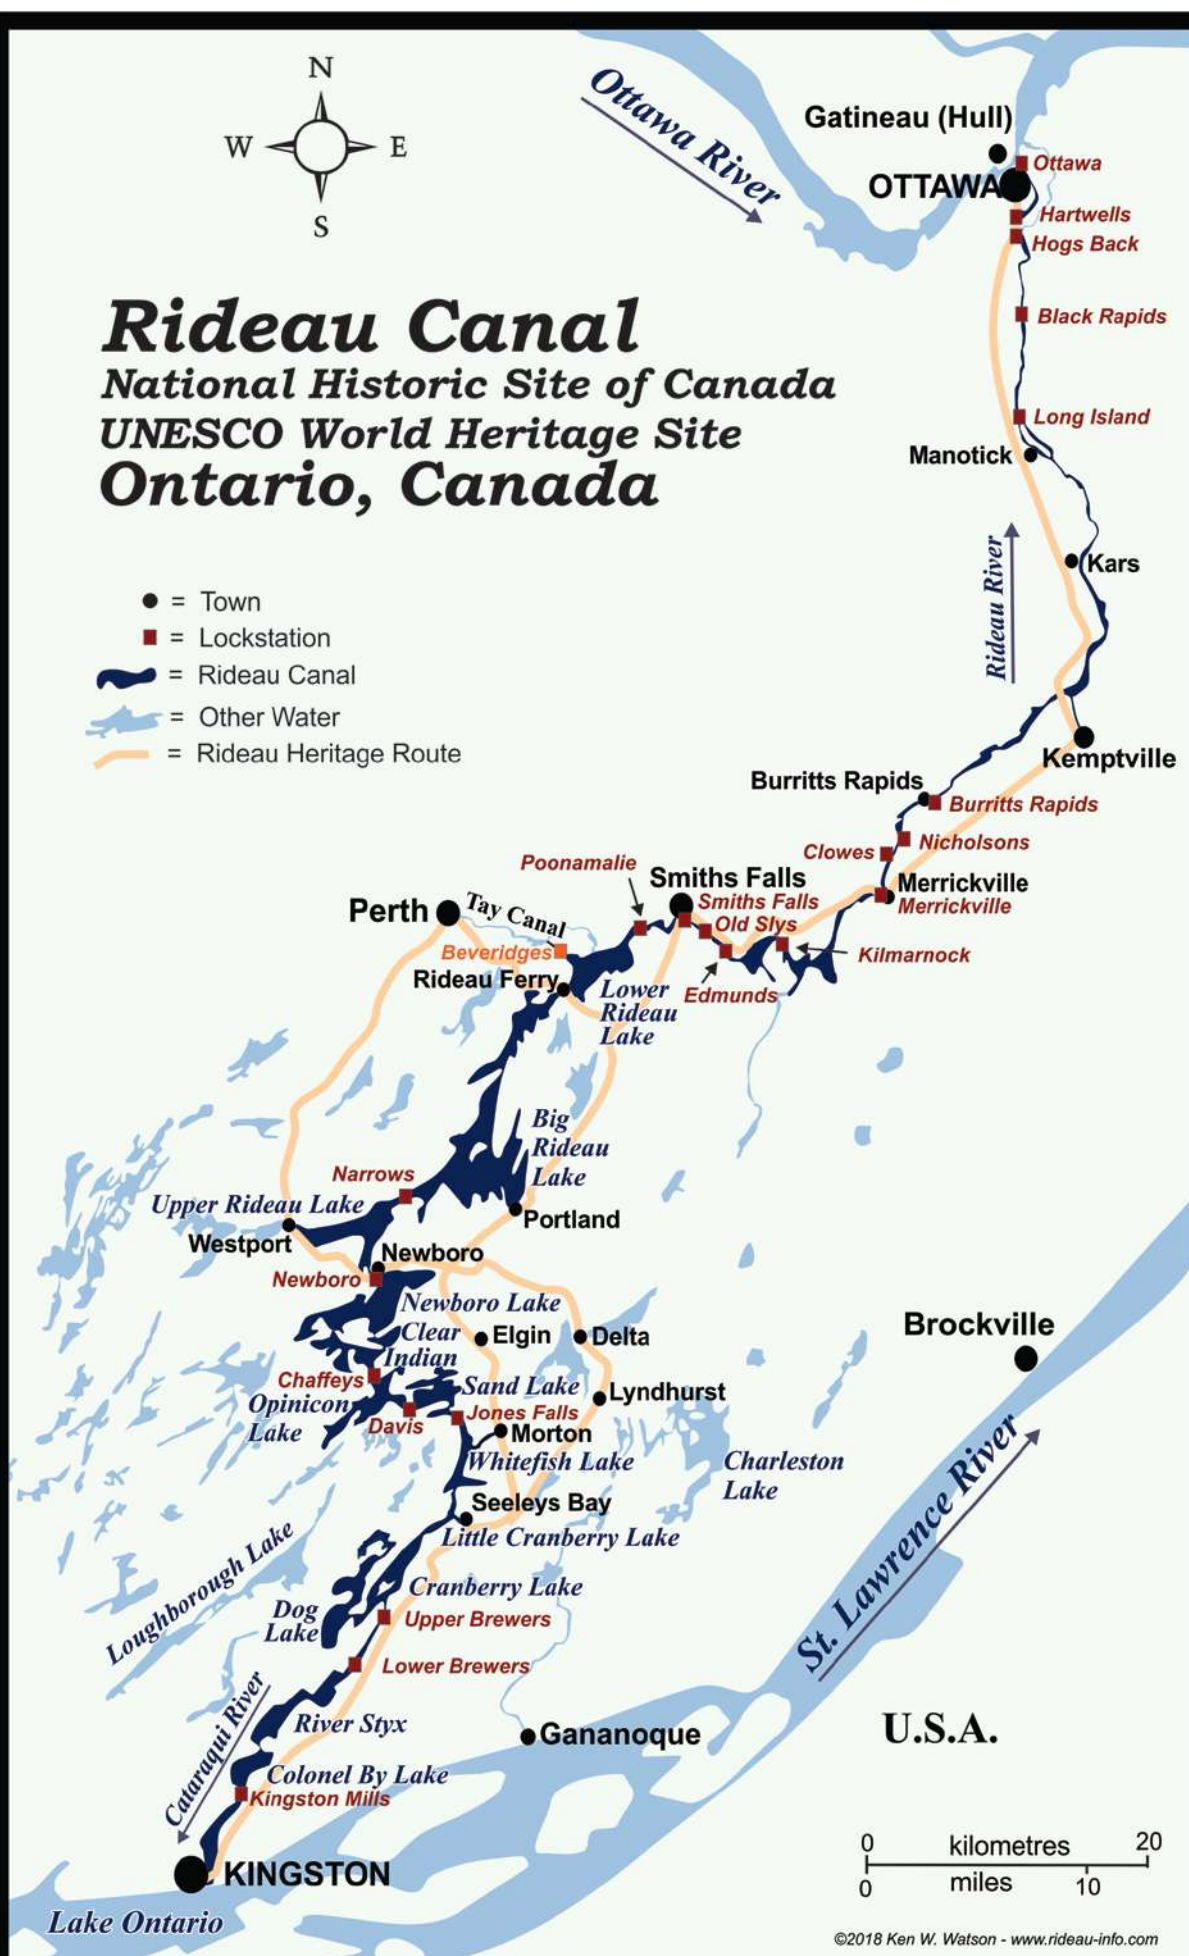 N
W
E
S
Ottawa River
Gatineau (Hull)
Ottawa
OTTAWA
Hartwells
Hogs Back
Rideau Canal
National Historic Site of Canada
UNESCO World Heritage Site
Ontario, Canada
Black Rapids
Long Island
Manotick
Rideau River
Kars
= Town
= Lockstation
= Rideau Canal
= Other Water
= Rideau Heritage Route
Kemptville
Burritts Rapids
Burritts Rapids
Nicholsons
Clowes
Poonamalie
Smiths Falls
Merrickville
Merrickville
Smiths Falls
Old Slys
Perth
Tay Canal
Beveridges
Kilmarnock
Rideau Ferry
Edmunds
Lower
Rideau
Lake
Big
Rideau
Lake
Narrows
Upper Rideau Lake
Westport
Portland
Newboro
Newboro
Newboro Lake
Clear
Indian
Elgin
Delta
Brockville
Chaffeys
Sand Lake
Opinicon
Lake
Lyndhurst
Davis
Jones Falls
Morton
Whitefish Lake
Charleston
Lake
Seeleys Bay
Little Cranberry Lake
Loughborough Lake
Cranberry Lake
Dog
Lake
Upper Brewers
St. Lawrence River
Lower Brewers
Cataraqui River
River Styx
Gananoque
U.S.A.
Colonel By Lake
Kingston Mills
KINGSTON
Lake Ontario
0 kilometres 20
0 miles 10
©2018 Ken W. Watson - www.rideau-info.com